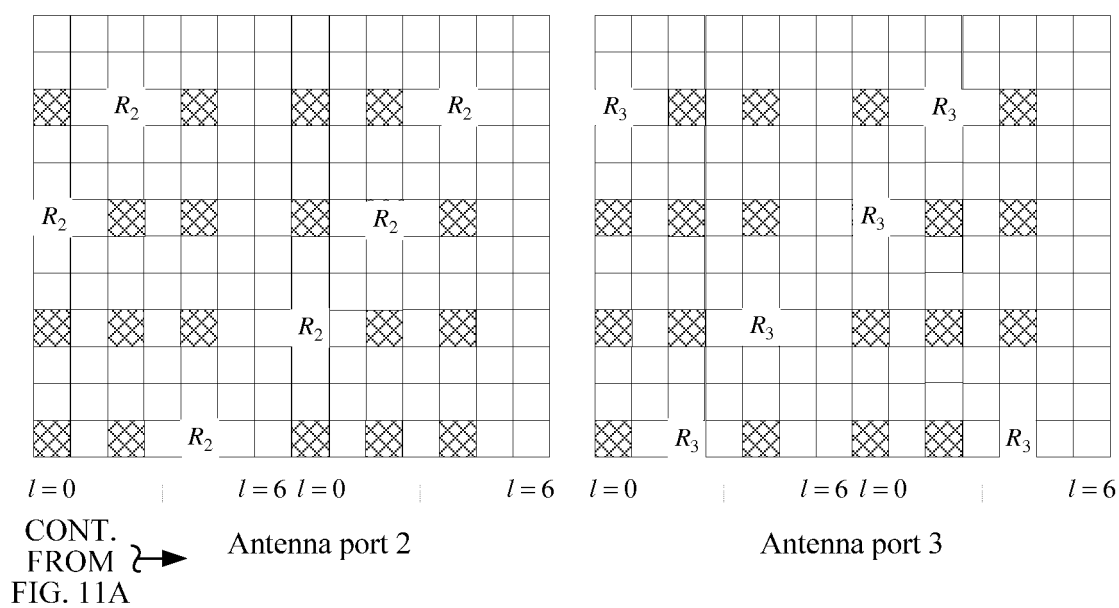 R2 R2 R3 R3
R2 R2 R3
R2 R3
R2 R3 R3
l=0 l=6 l=0 l=6 l=0 l=6 l=0 l=6
CONT.
FROM
FIG. 11A
Antenna port 2 Antenna port 3